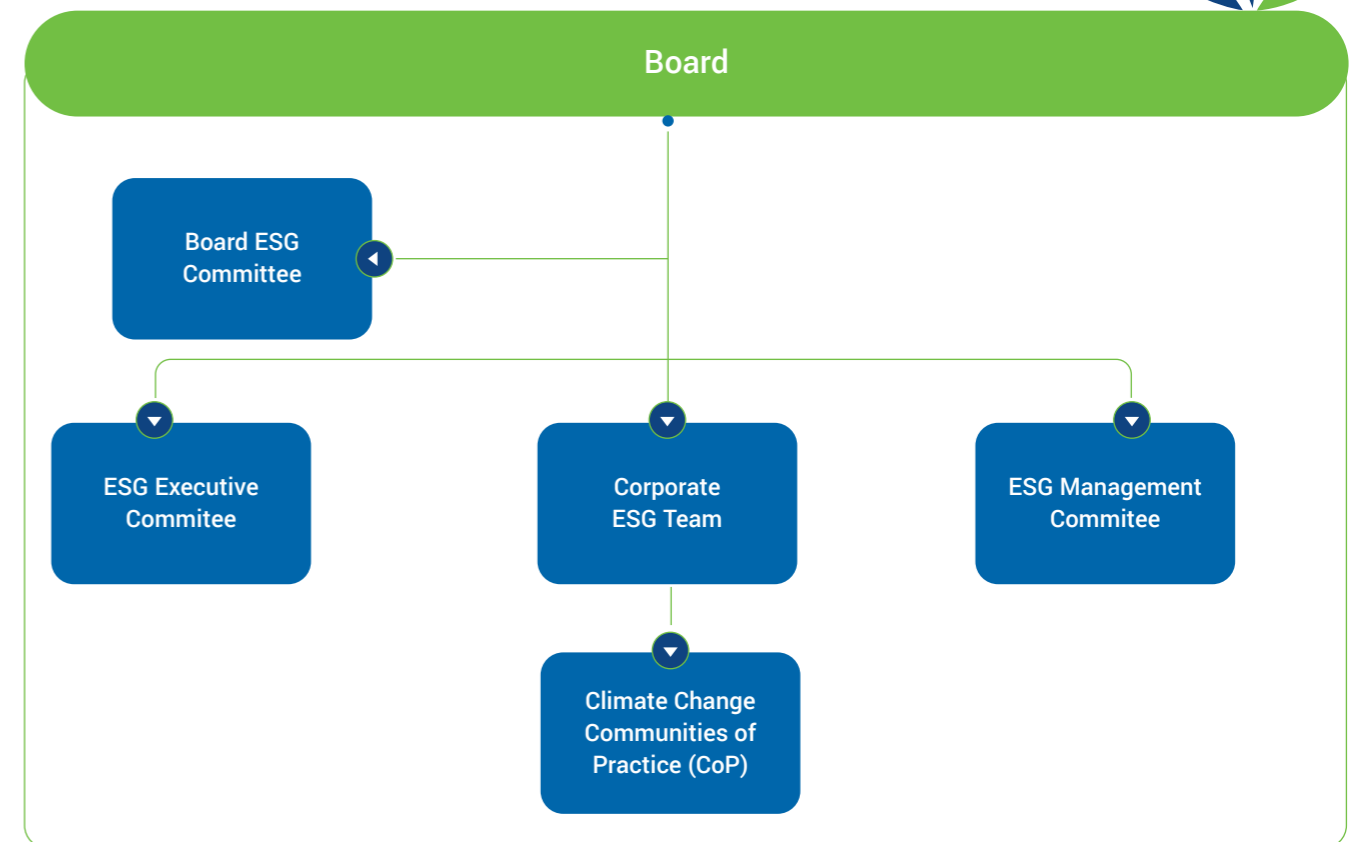 Board
Board ESG
Committee
ESG Executive
Commitee
Corporate
ESG Team
ESG Management
Commitee
Climate Change
Communities of
Practice (CoP)